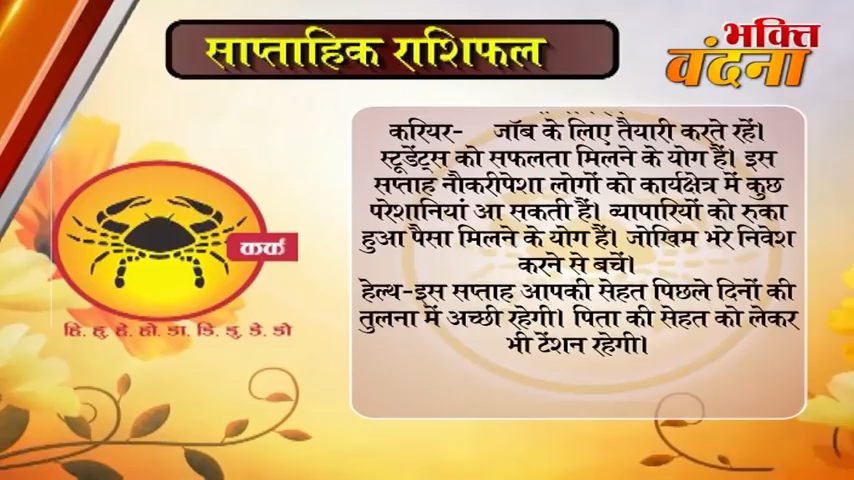 साप्ताहिक राशिफल
भक्ति
वंदना
करियर- जॉब के लिए तैयारी करते रहें।
स्टूडेंट्स को सफलता मिलने के योग हैं। इस
सप्ताह नौकरीपेशा लोगों को कार्यक्षेत्र में कुछ
परेशानियां आ सकती हैं। व्यापारियों को रुका
हुआ पैसा मिलने के योग हैं। जोखिम भरे निवेश
करने से बचें।
हेल्थ-इस सप्ताह आपकी सेहत पिछले दिनों की
तुलना में अच्छी रहेगी। पिता की सेहत को लेकर
भी टेंशन रहेगी।
कर्क
हि. हु. हे. हो. डा. डि. डु. डे. डो